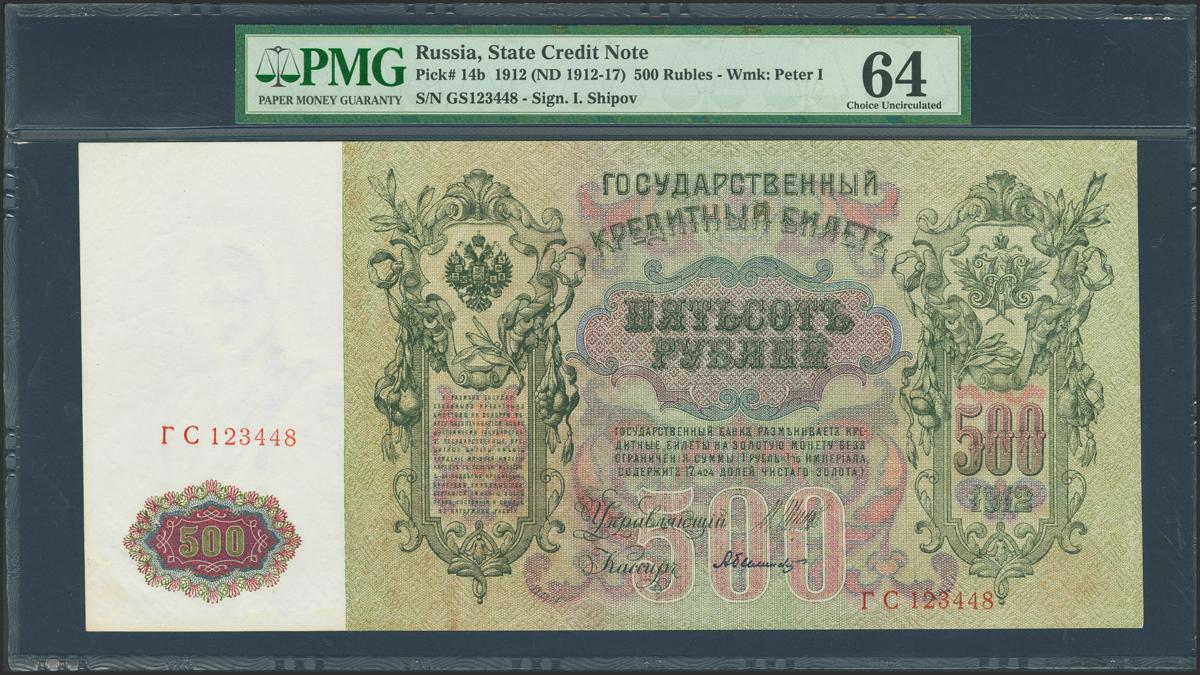 PMG
PAPER MONEY GUARANTY
Russia, State Credit Note
Pick# 14b 1912 (ND 1912-17) 500 Rubles - Wmk: Peter I
S/N GS123448 - Sign. I. Shipov
64
Choice Uncirculated
ГОСУДАРСТВЕННЫЙ
КРЕДИТНЫЙ БИЛЕТЪ
ПЯТЬСОТЪ
РУБЛЕЙ
ГОСУДАРСТВЕННЫЙ БАНКЪ РАЗМѢНИВАЕТЪ КРЕ-
ДИТНЫЕ БИЛЕТЫ НА ЗОЛОТУЮ МОНЕТУ БЕЗЪ
ОГРАНИЧЕНІЯ СУММЫ (1 РУБЛЬ=1/15 ИМПЕРІАЛА,
СОДЕРЖИТЪ 17,424 ДОЛЕЙ ЧИСТАГО ЗОЛОТА.)
500
1912
Управляющій
Кассиръ
500
ГС 123448
500
ГС 123448